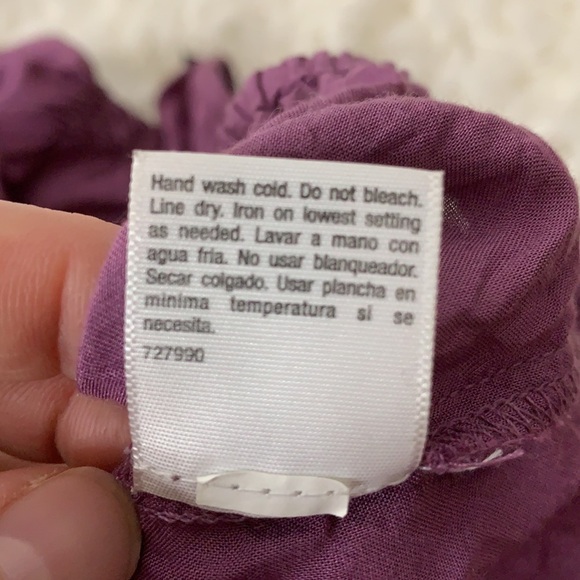 Hand wash cold. Do not bleach.
Line dry. Iron on lowest setting
as needed. Lavar a mano con
agua fria. No usar blanqueador.
Secar colgado. Usar plancha en
minima temperatura si se
necesita.
727990